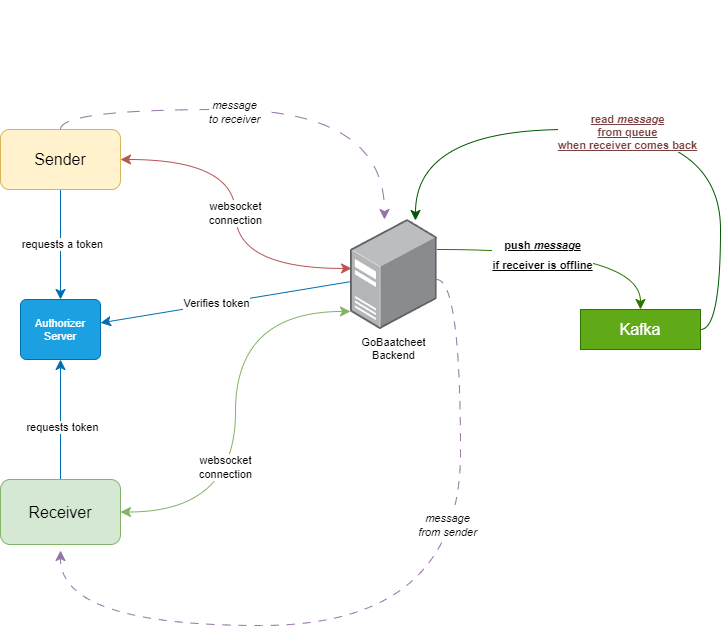 message
to receiver
read message
from queue
when receiver comes back
Sender
websocket
connection
requests a token
push message
if receiver is offline
Verifies token
Authorizer
Server
Kafka
GoBaatcheet
Backend
requests token
websocket
connection
Receiver
message
from sender